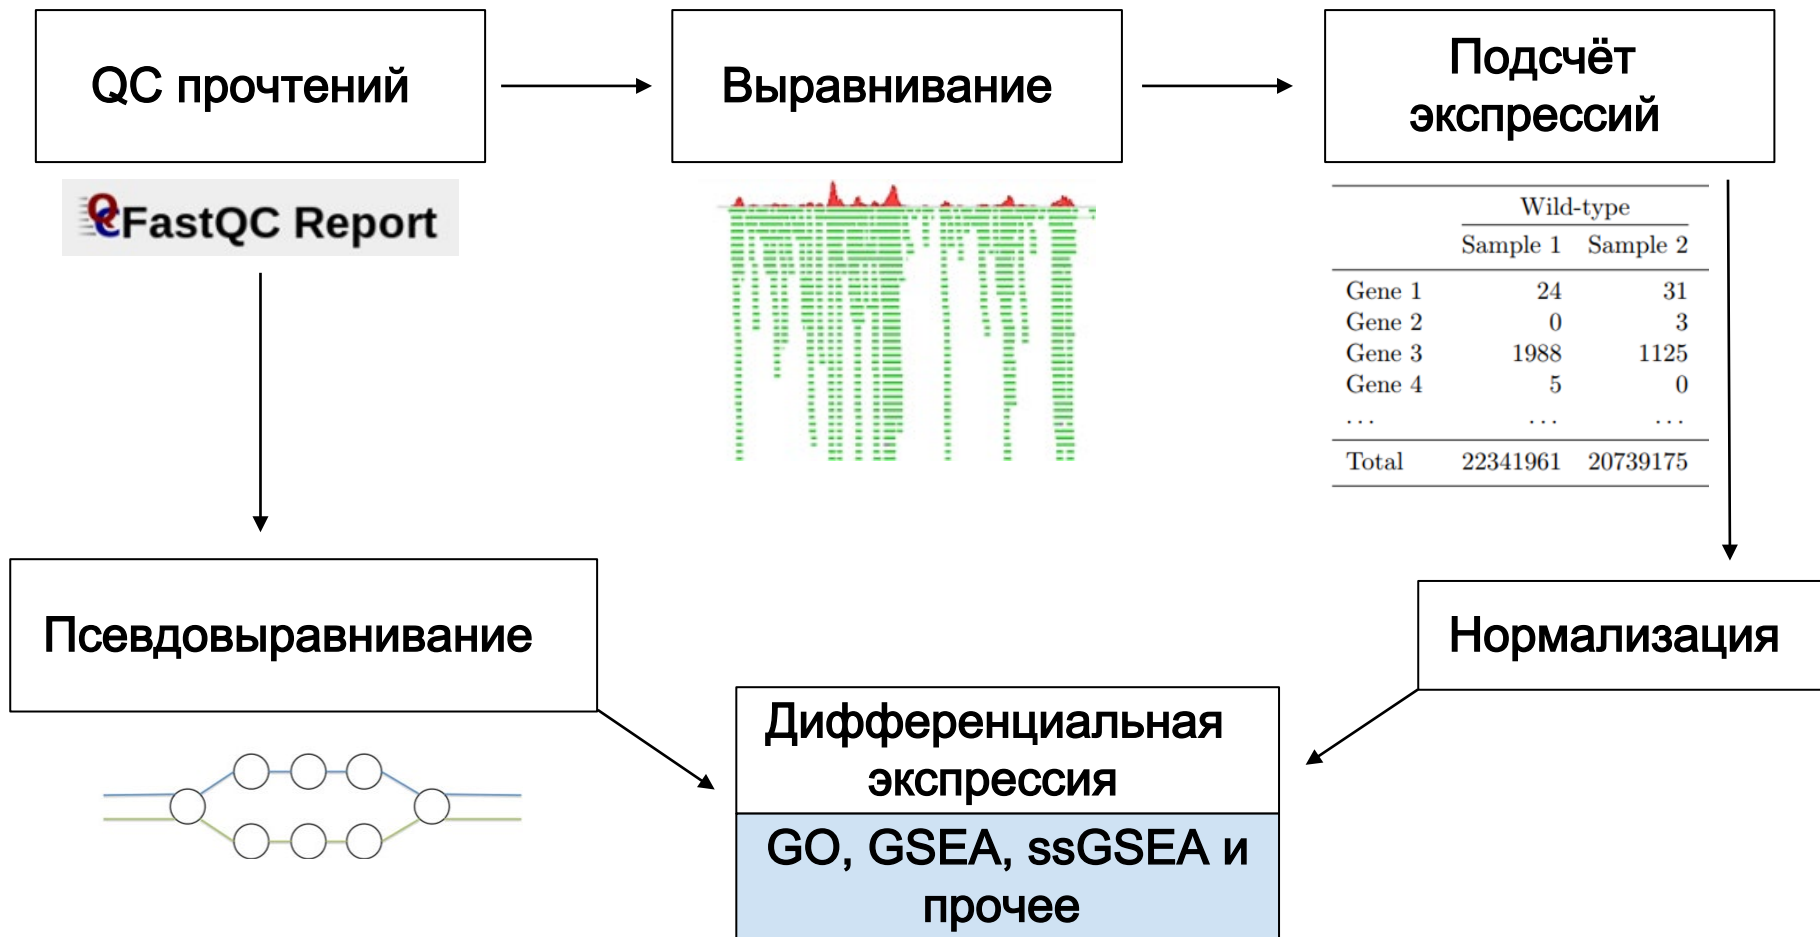 QC прочтений
Выравнивание
Подсчёт
экспрессий
QCFastQC Report
Wild-type
Sample 1 Sample 2
Gene 1 24 31
Gene 2 0 3
Gene 3 1988 1125
Gene 4 5 0
... ... ...
Total 22341961 20739175
Псевдовыравнивание
Нормализация
Дифференциальная
экспрессия
GO, GSEA, ssGSEA и
прочее